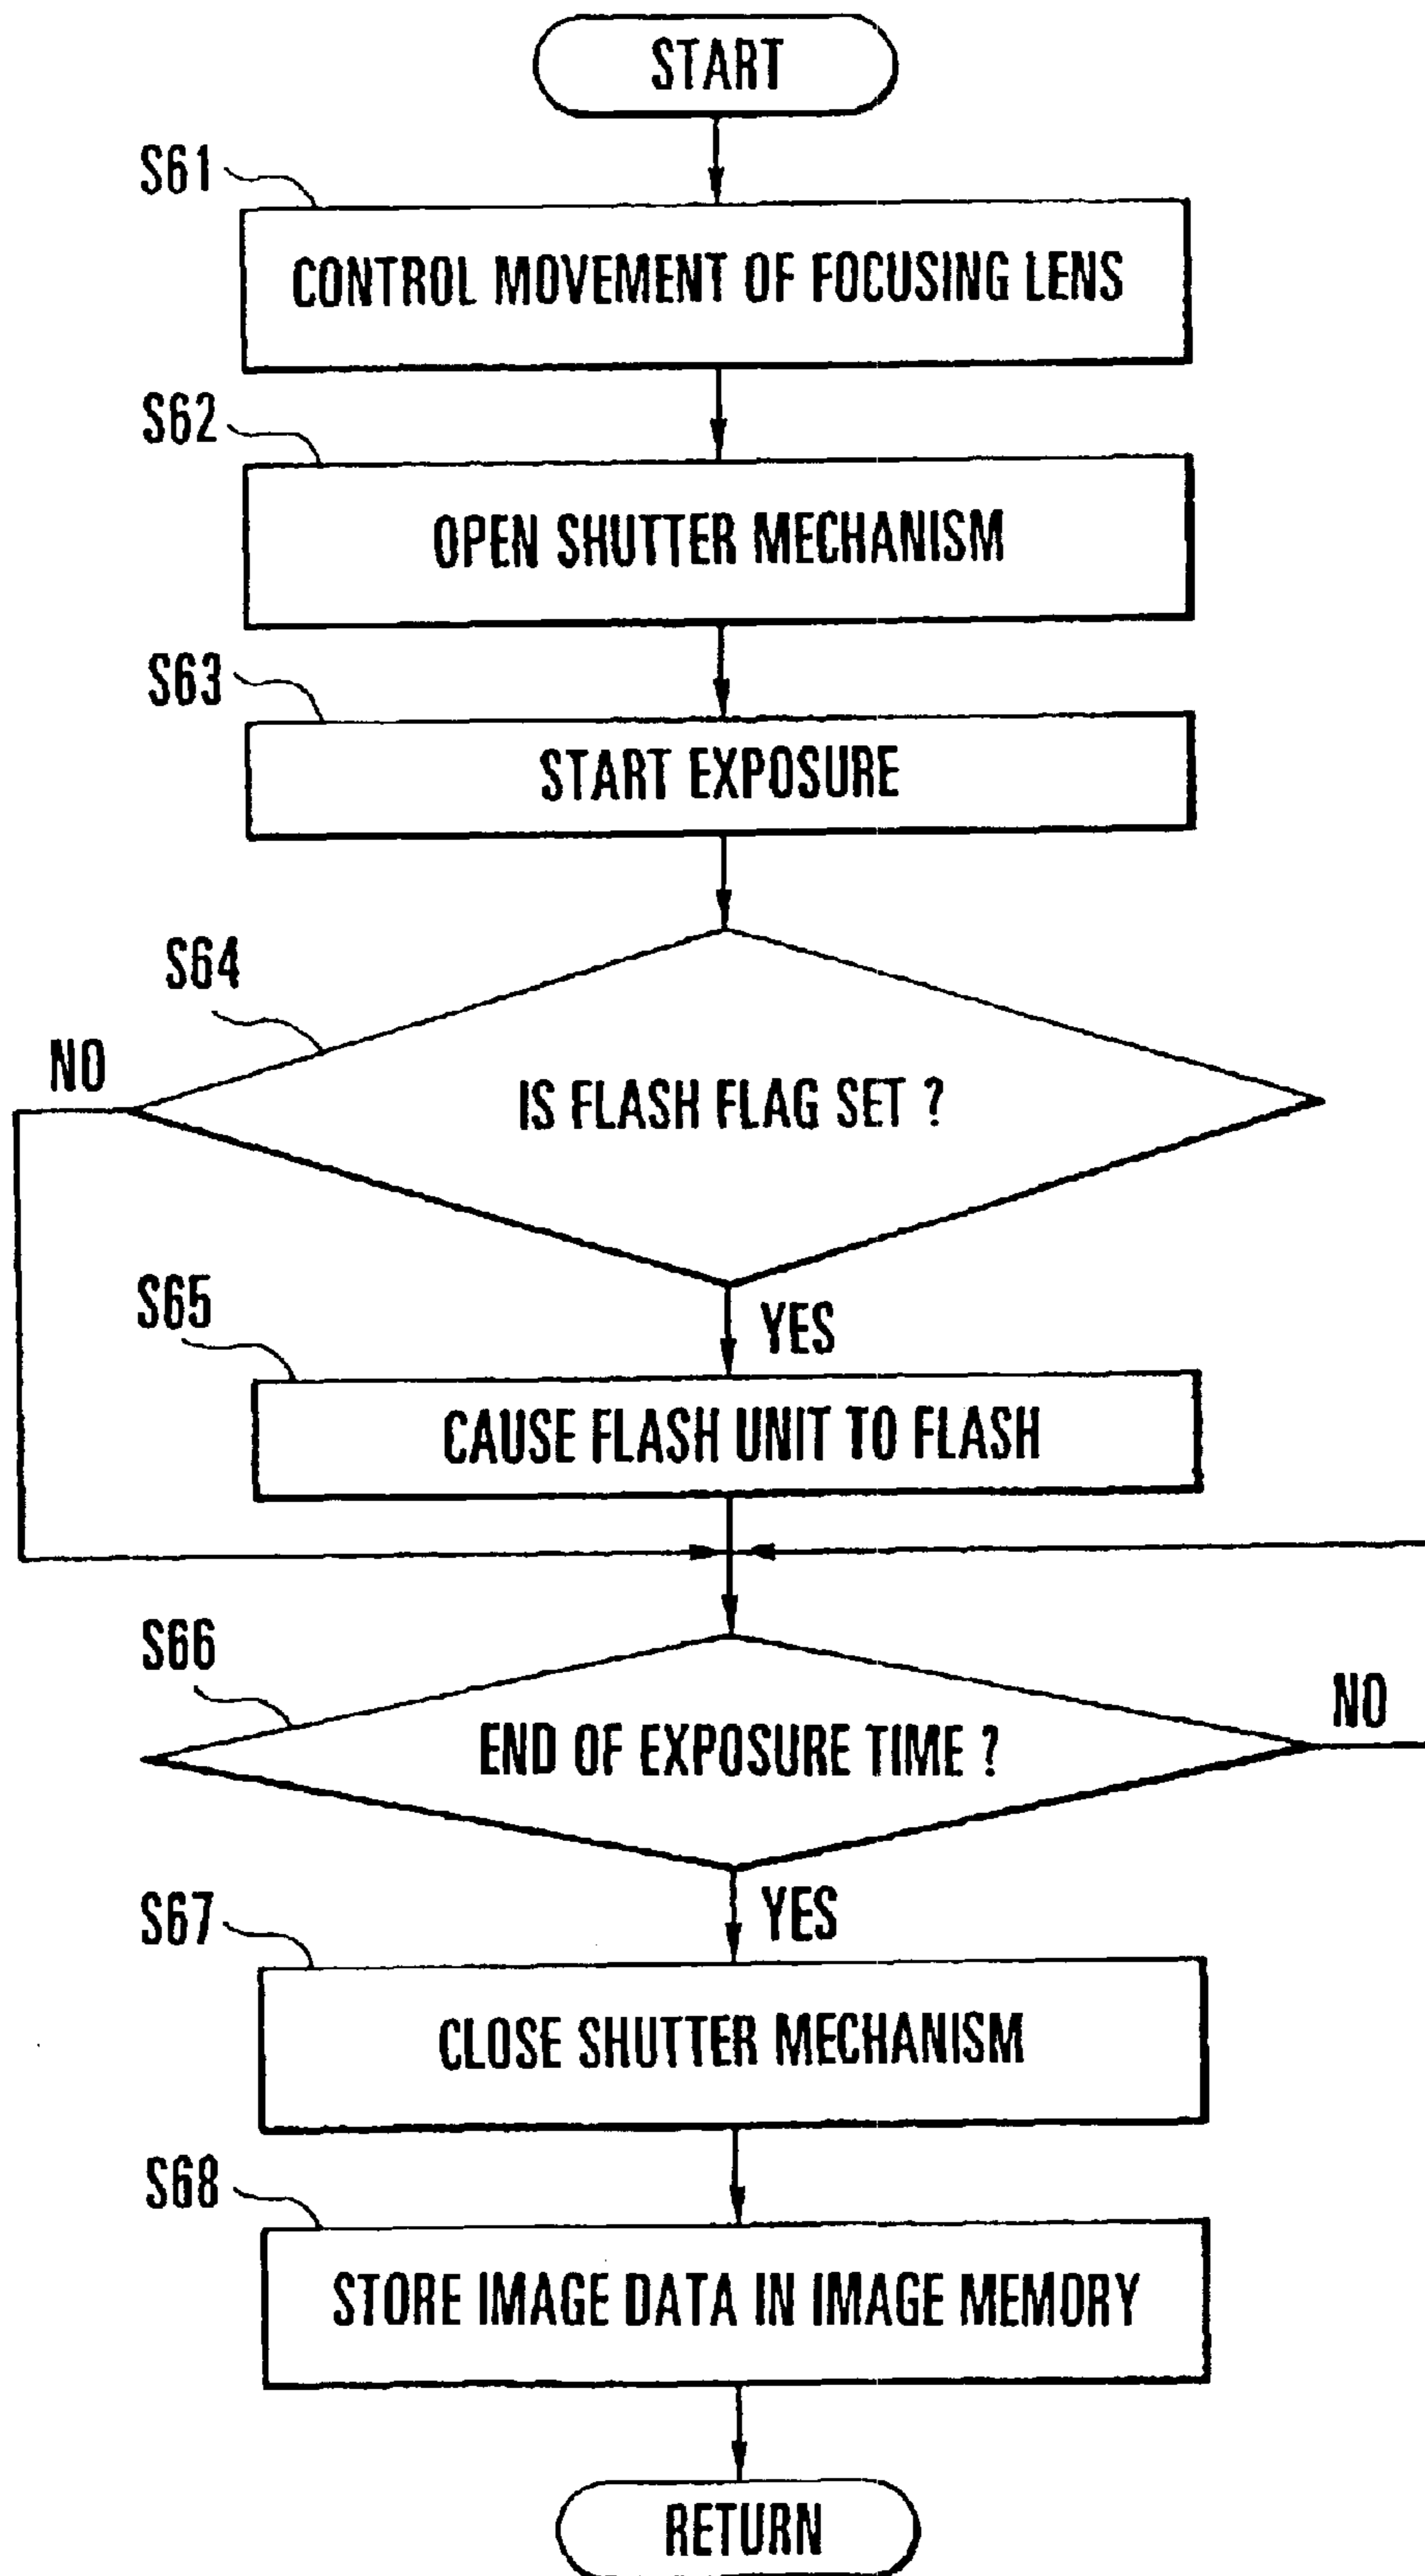 START
S61
CONTROL MOVEMENT OF FOCUSING LENS
S62
OPEN SHUTTER MECHANISM
S63
START EXPOSURE
S64
NO
IS FLASH FLAG SET ?
YES
S65
CAUSE FLASH UNIT TO FLASH
S66
END OF EXPOSURE TIME ?
NO
YES
S67
CLOSE SHUTTER MECHANISM
S68
STORE IMAGE DATA IN IMAGE MEMORY
RETURN